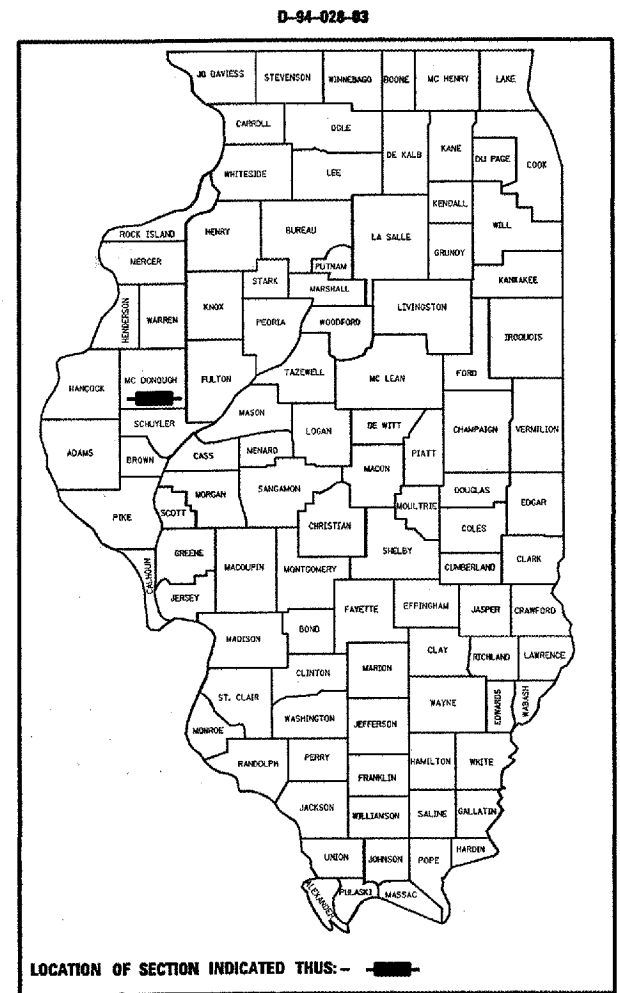 D-94-028-03
JO DAVIESS STEVENSON WINNEBAGO BOONE MC HENRY LAKE
CARROLL OGLE
DE KALB KANE DU PAGE COOK
WHITESIDE LEE
KENDALL
ROCK ISLAND HENRY BUREAU LA SALLE GRUNDY WILL
MERCER PUTNAM
STARK MARSHALL KANKAKEE
HENDERSON WARREN KNOX PEORIA WOODFORD LIVINGSTON IROQUOIS
HANCOCK MC DONOUGH FULTON TAZEWELL MC LEAN FORD
MASON
SCHUYLER LOGAN DE WITT CHAMPAIGN VERMILION
ADAMS BROWN CASS MENARD PIATT
MACON
MORGAN SANGAMON DOUGLAS EDGAR
PIKE SCOTT CHRISTIAN MOULTRIE
COLES
GREENE MACOUPIN MONTGOMERY SHELBY CUMBERLAND CLARK
CALHOUN
JERSEY FAYETTE EFFINGHAM JASPER CRAWFORD
MADISON BOND
CLAY RICHLAND LAWRENCE
CLINTON MARION
ST. CLAIR WAYNE EDWARDS WABASH
WASHINGTON JEFFERSON
MONROE
RANDOLPH PERRY HAMILTON WHITE
FRANKLIN
JACKSON WILLIAMSON SALINE GALLATIN
UNION JOHNSON POPE HARDIN
ALEXANDER PULASKI MASSAC
LOCATION OF SECTION INDICATED THUS:-